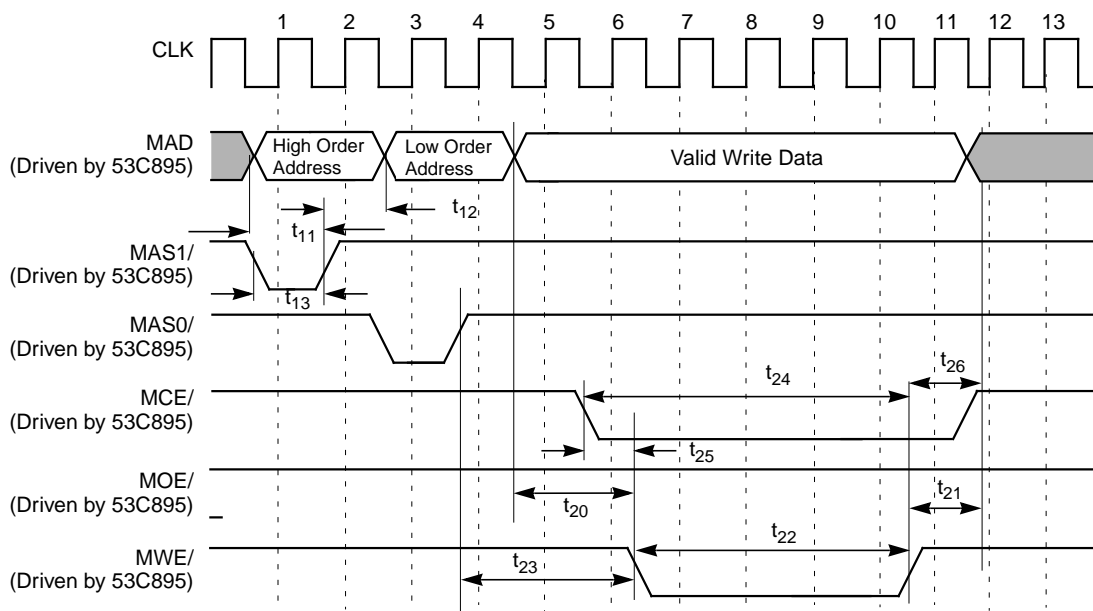 1 2 3 4 5 6 7 8 9 10 11 12 13
CLK
MAD
(Driven by 53C895)
High Order
Address
Low Order
Address
Valid Write Data
t12
t11
MAS1/
(Driven by 53C895)
t13
MAS0/
(Driven by 53C895)
t24
t26
MCE/
(Driven by 53C895)
t25
MOE/
(Driven by 53C895)
t20
t21
t22
MWE/
(Driven by 53C895)
t23